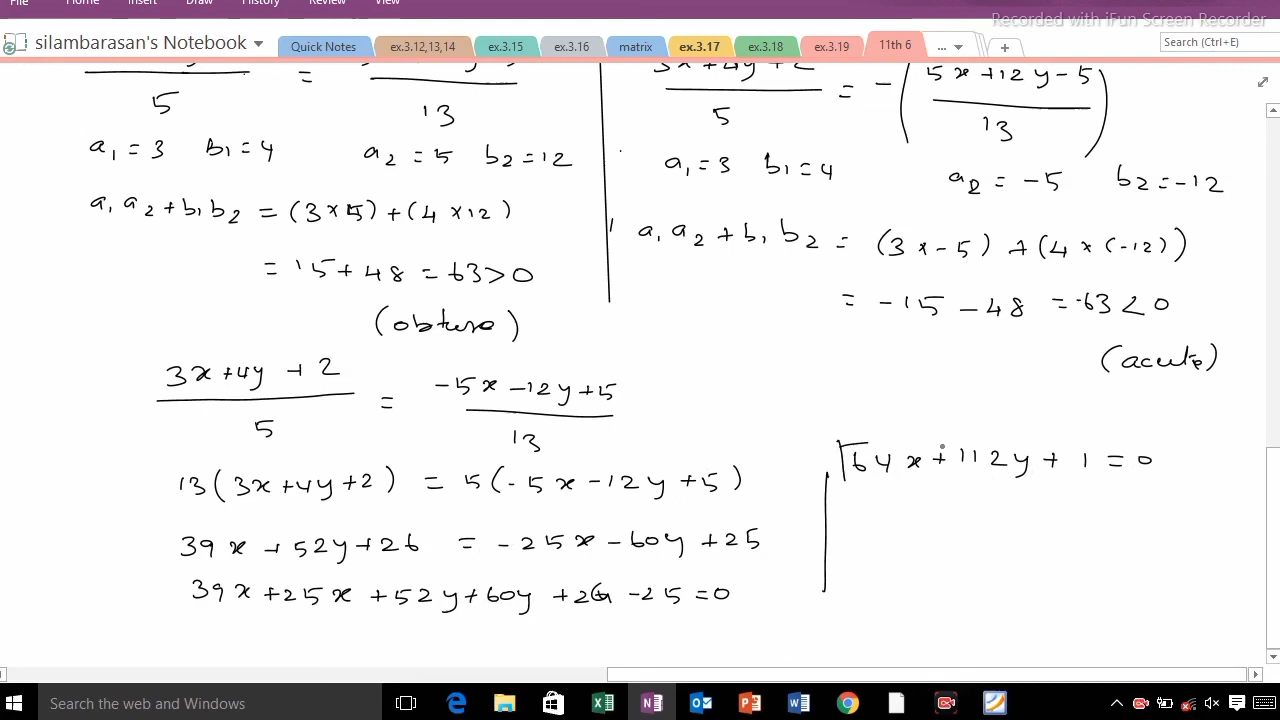 File Home Insert Draw History Review View
Recorded with iFun Screen Recorder
silambarasan's Notebook Quick Notes ex.3.12,13,14 ex.3.15 ex.3.16 matrix ex.3.17 ex.3.18 ex.3.19 11th 6 ... + Search (Ctrl+E)
5 = 13
a₁ = 3 b₁ = 4 a₂ = 5 b₂ = 12
a₁a₂ + b₁b₂ = (3 × 5) + (4 × 12)
= 15 + 48 = 63 > 0
(obtuse)
3x + 4y + 2 / 5 = -(5x + 12y - 5 / 13)
a₁ = 3 b₁ = 4
a₂ = -5 b₂ = -12
a₁a₂ + b₁b₂ = (3 × -5) + (4 × (-12))
= -15 - 48 = -63 < 0
(acute)
3x + 4y + 2 / 5 = -5x - 12y + 5 / 13
13(3x + 4y + 2) = 5(-5x - 12y + 5)
39x + 52y + 26 = -25x - 60y + 25
39x + 25x + 52y + 60y + 26 - 25 = 0
64x + 112y + 1 = 0
Search the web and Windows